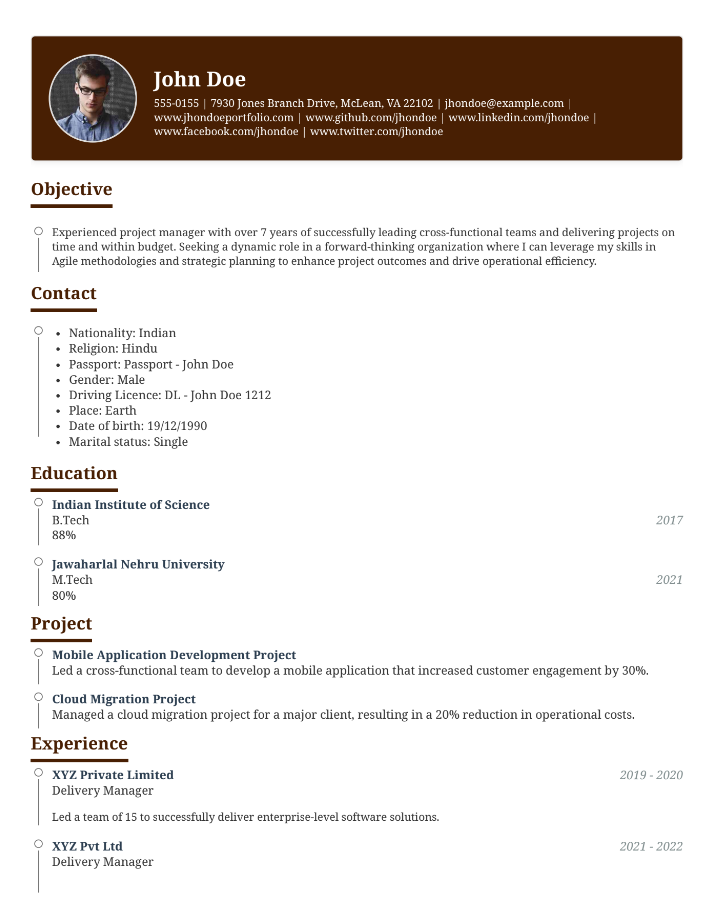 John Doe
555-0155 | 7930 Jones Branch Drive, McLean, VA 22102 | jhondoe@example.com |
www.jhondoeportfolio.com | www.github.com/jhondoe | www.linkedin.com/jhondoe |
www.facebook.com/jhondoe | www.twitter.com/jhondoe
Objective
Experienced project manager with over 7 years of successfully leading cross-functional teams and delivering projects on
time and within budget. Seeking a dynamic role in a forward-thinking organization where I can leverage my skills in
Agile methodologies and strategic planning to enhance project outcomes and drive operational efficiency.
Contact
• Nationality: Indian
• Religion: Hindu
• Passport: Passport - John Doe
• Gender: Male
• Driving Licence: DL - John Doe 1212
• Place: Earth
• Date of birth: 19/12/1990
• Marital status: Single
Education
Indian Institute of Science
B.Tech 2017
88%
Jawaharlal Nehru University
M.Tech 2021
80%
Project
Mobile Application Development Project
Led a cross-functional team to develop a mobile application that increased customer engagement by 30%.
Cloud Migration Project
Managed a cloud migration project for a major client, resulting in a 20% reduction in operational costs.
Experience
XYZ Private Limited 2019 - 2020
Delivery Manager
Led a team of 15 to successfully deliver enterprise-level software solutions.
XYZ Pvt Ltd 2021 - 2022
Delivery Manager